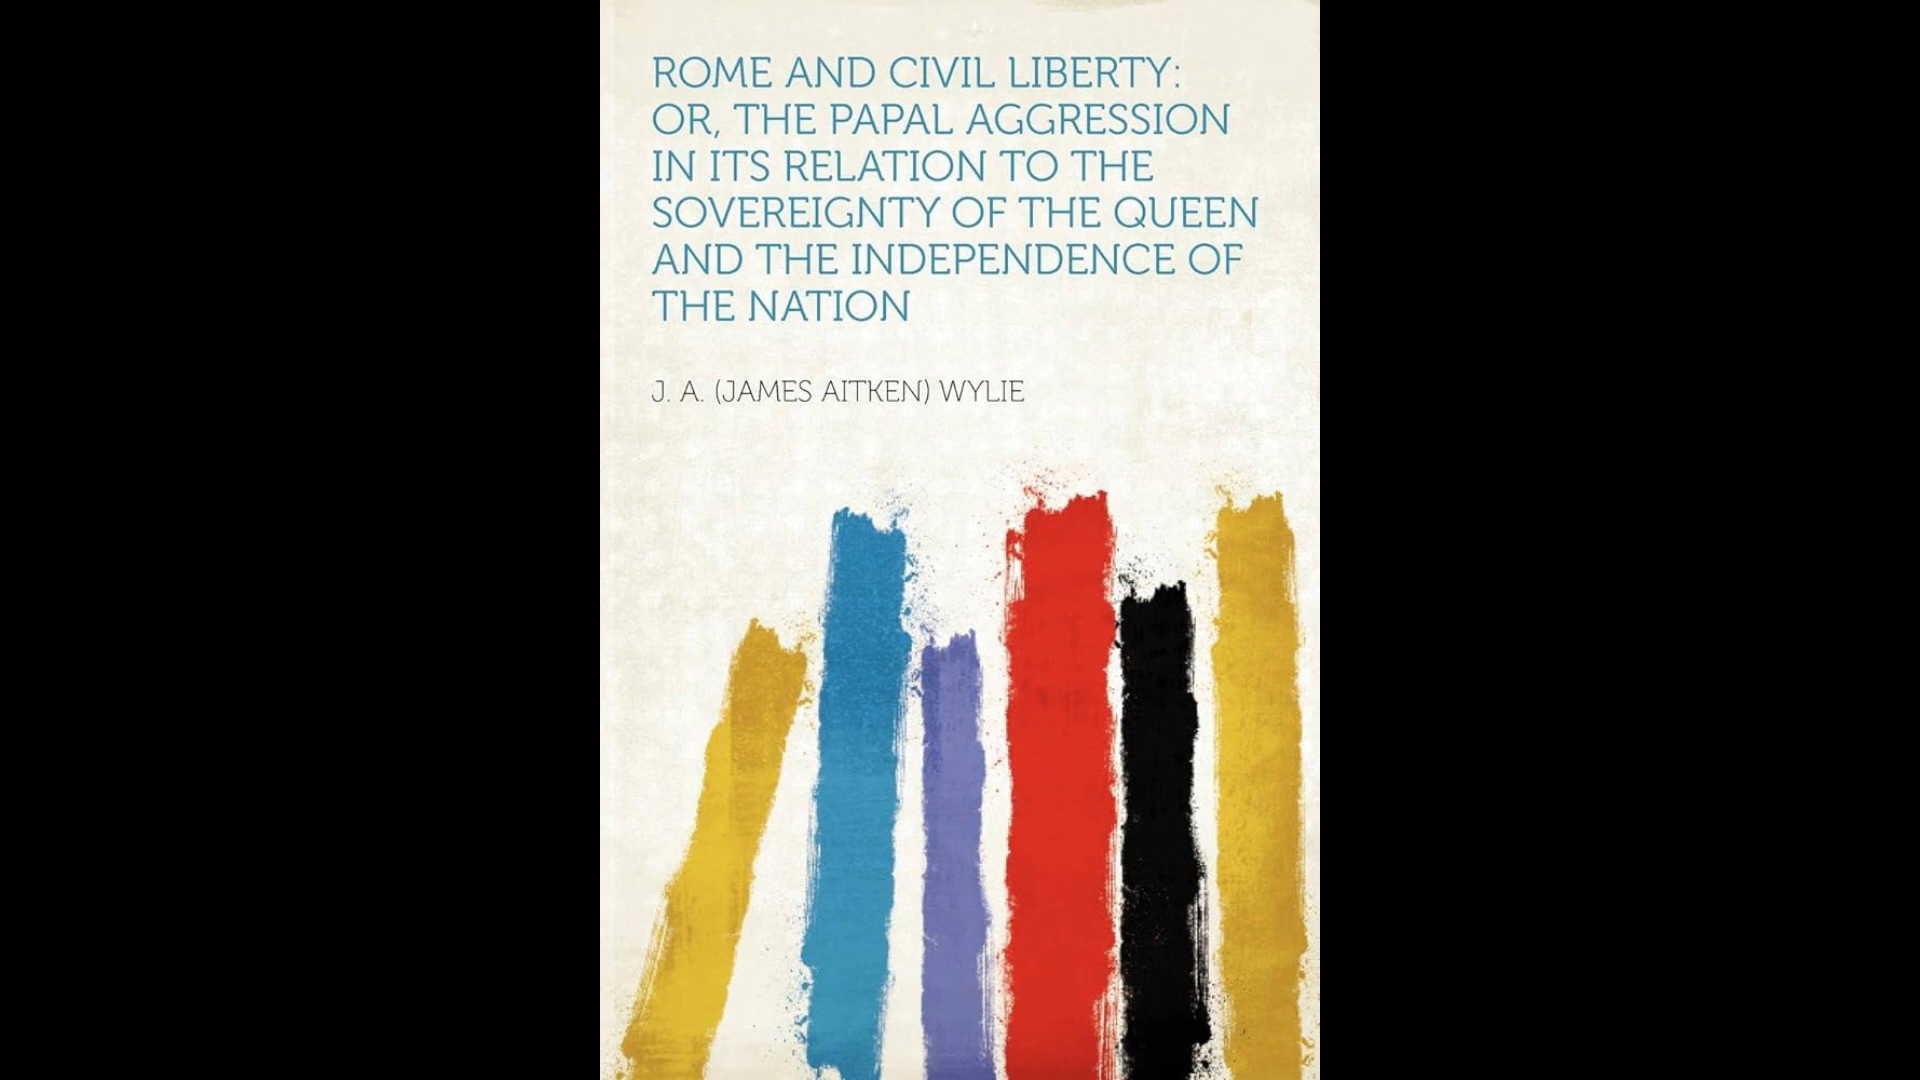 ROME AND CIVIL LIBERTY:
OR, THE PAPAL AGGRESSION
IN ITS RELATION TO THE
SOVEREIGNTY OF THE QUEEN
AND THE INDEPENDENCE OF
THE NATION
J. A. (JAMES AITKEN) WYLIE